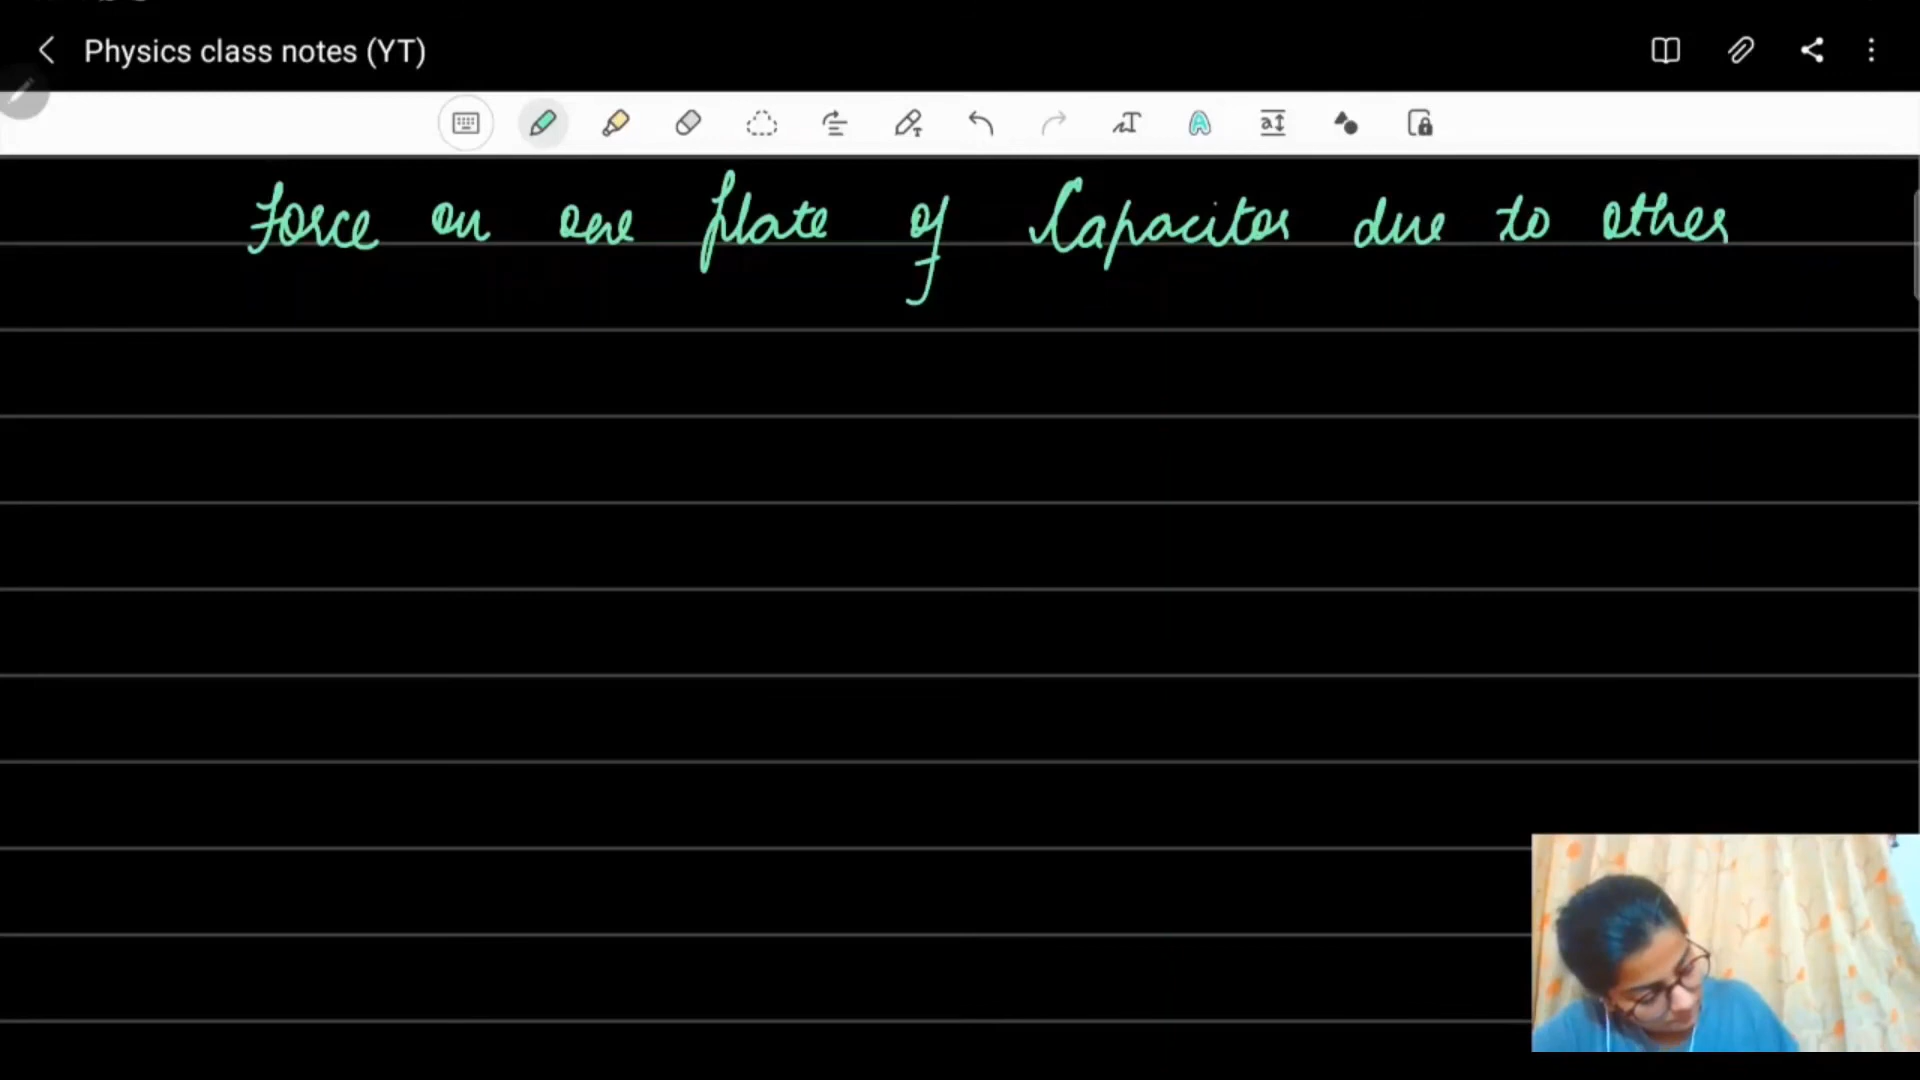 Physics class notes (YT)
Force on one plate of Capacitor due to other